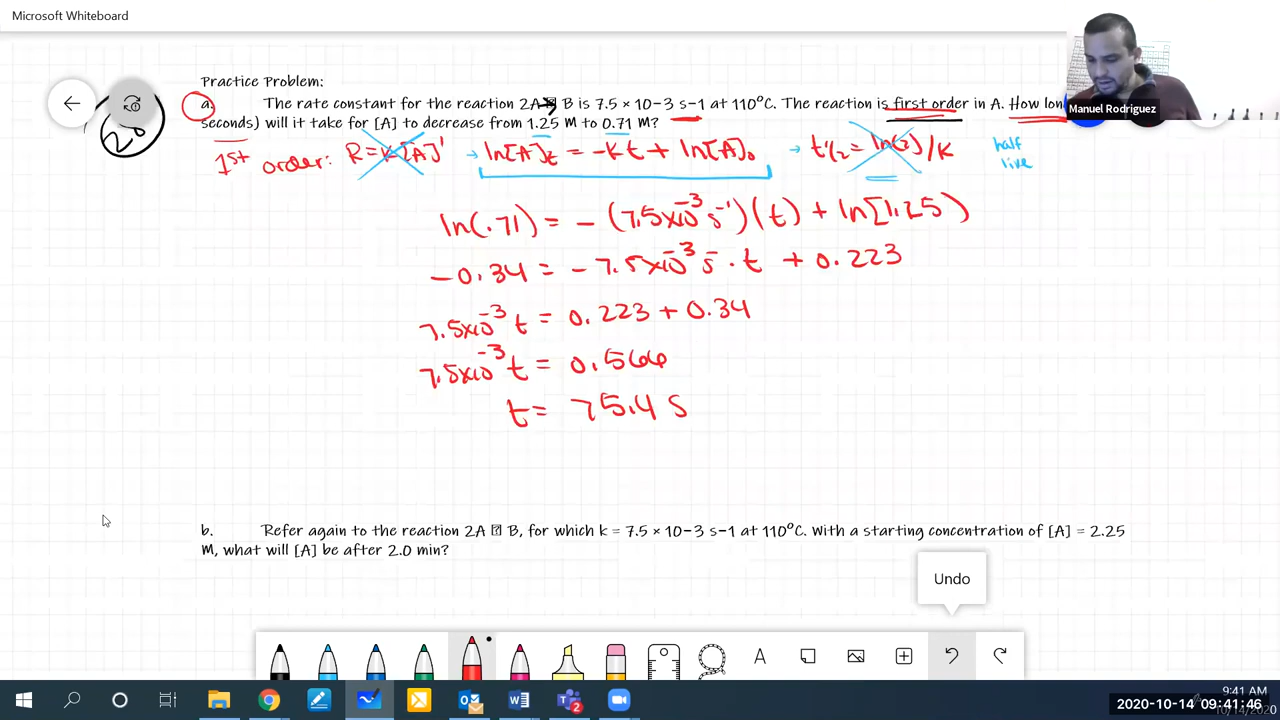 Microsoft Whiteboard
Practice Problem:
a. The rate constant for the reaction 2A → B is 7.5 × 10−3 s−1 at 110°C. The reaction is first order in A. How lon
seconds) will it take for [A] to decrease from 1.25 M to 0.71 M?
Manuel Rodriguez
1st order: R=k[A]¹ → ln[A]t = -kt + ln[A]₀ → t½ = ln(2)/K half
live
ln(.71) = - (7.5x10⁻³ s⁻¹)(t) + ln[1.25)
-0.34 = - 7.5x10⁻³ s⁻ · t + 0.223
7.5x10⁻³ t = 0.223 + 0.34
7.5x10⁻³ t = 0.566
t = 75.4 s
b. Refer again to the reaction 2A B, for which k = 7.5 × 10−3 s−1 at 110°C. With a starting concentration of [A] = 2.25
M, what will [A] be after 2.0 min?
Undo
A
9:41 AM
2020-10-14 09:41:46
10/14/2020